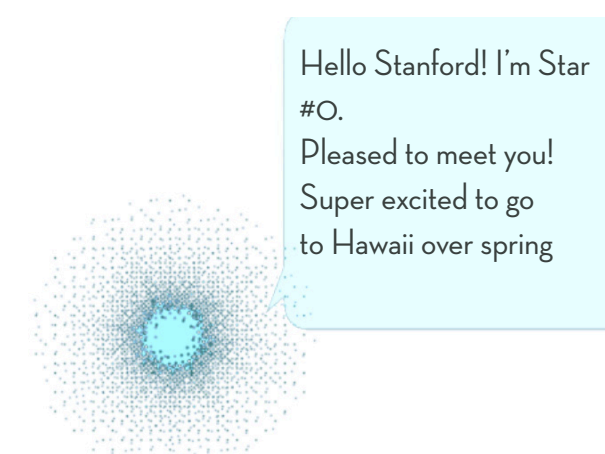 Hello Stanford! I'm Star
#0.
Pleased to meet you!
Super excited to go
to Hawaii over spring